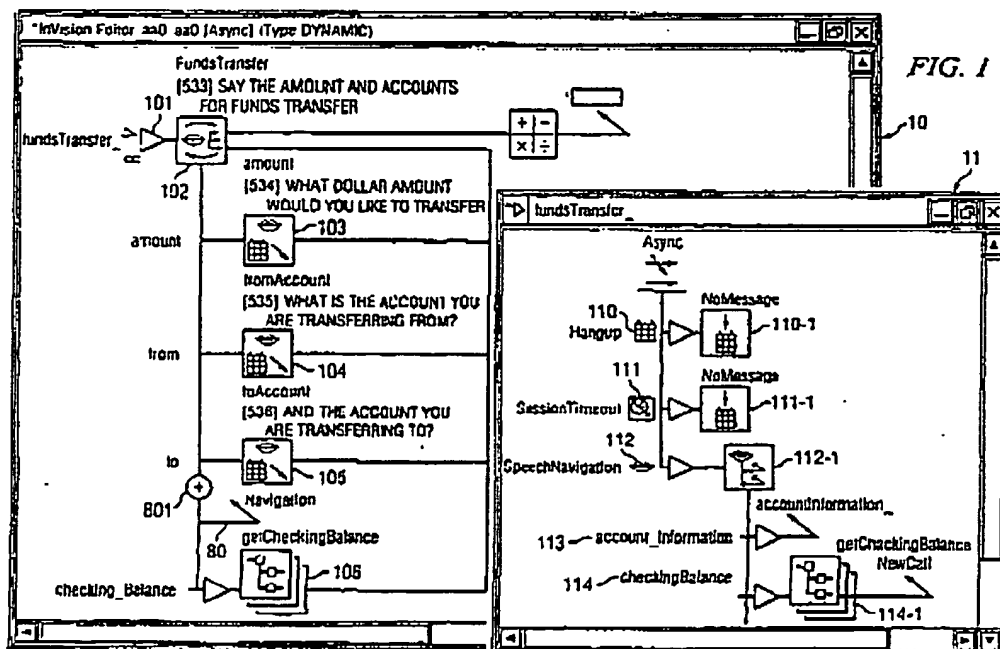 InVision Editor aa0 aa0 [Async] (Type DYNAMIC)
FIG. 1
10
FundsTransfer
[533] SAY THE AMOUNT AND ACCOUNTS
FOR FUNDS TRANSFER
101
fundsTransfer_
102
+ -
× ÷
amount
[534] WHAT DOLLAR AMOUNT
WOULD YOU LIKE TO TRANSFER
amount
103
fromAccount
[535] WHAT IS THE ACCOUNT YOU
ARE TRANSFERRING FROM?
from
104
toAccount
[536] AND THE ACCOUNT YOU
ARE TRANSFERRING TO?
to
105
+
801
Navigation
80
getCheckingBalance
checking_Balance
106
11
fundsTransfer_
Async
110
Hangup
NoMessage
110-1
111
SessionTimeout
NoMessage
111-1
112
SpeechNavigation
112-1
accountInformation_
113
account_Information
getCheckingBalance
NewCall
114
checkingBalance
114-1